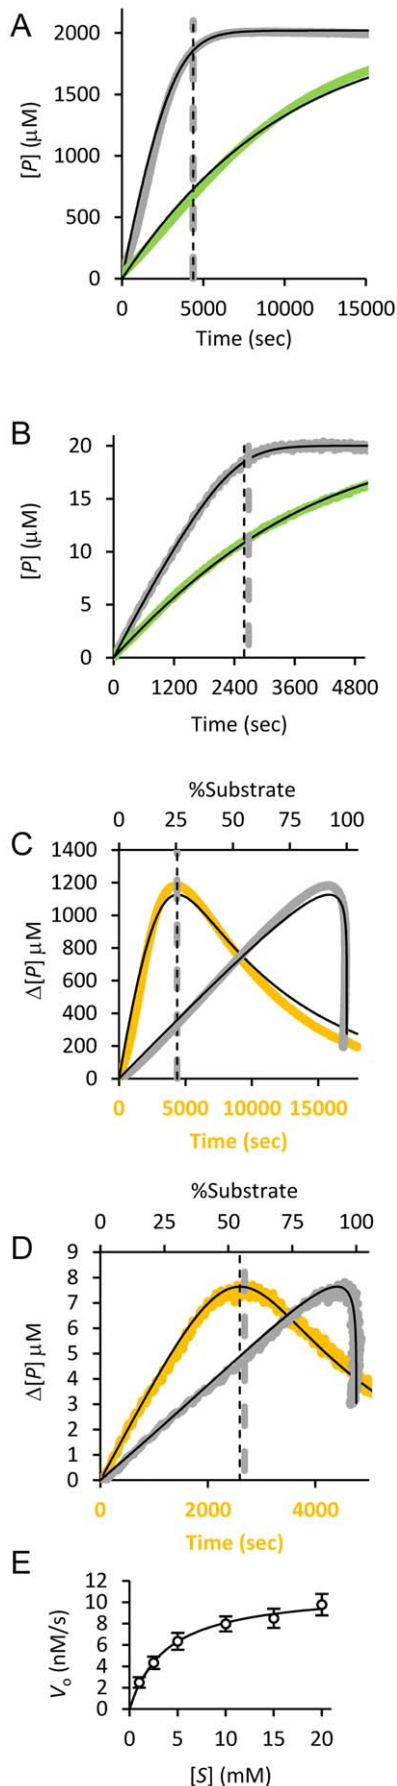 A
2000
1500
1000
500
0
[P] (µM)
0 5000 10000 15000
Time (sec)
B
20
15
10
5
0
[P] (µM)
0 1200 2400 3600 4800
Time (sec)
%Substrate
0 25 50 75 100
C
1400
1200
1000
800
600
400
200
0
Δ[P] µM
0 5000 10000 15000
Time (sec)
%Substrate
0 25 50 75 100
D
9
8
7
6
5
4
3
2
1
0
Δ[P] µM
0 2000 4000
Time (sec)
E
12
10
8
6
4
2
0
Vo (nM/s)
0 5 10 15 20
[S] (mM)